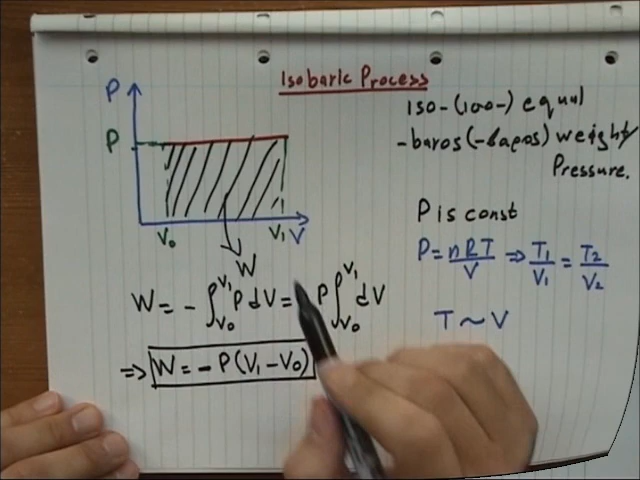 Isobaric Process
P
P
V₀ V₁ V
W
iso-(ισο-) equal
-baros(-βαρος) weight/
Pressure.
P is const
P = nRT/V ⇒ T₁/V₁ = T₂/V₂
T ~ V
W = - ∫V₀V₁ P dV = P ∫V₀V₁ dV
⇒ W = -P(V₁-V₀)